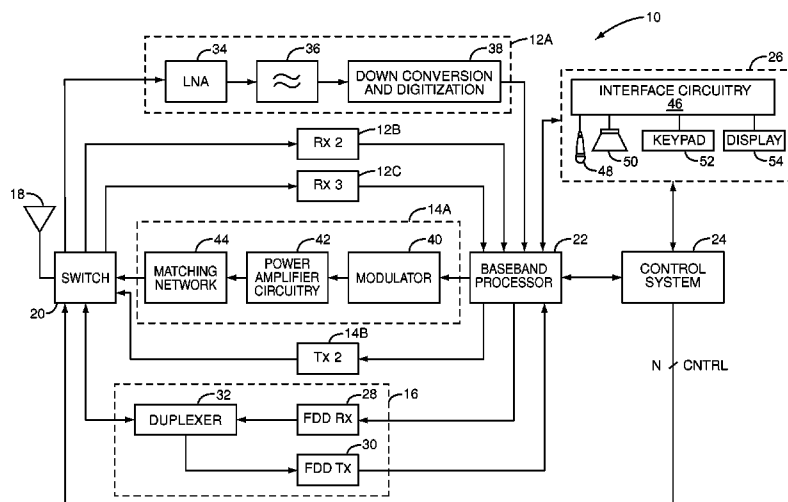 10
34
LNA
36
38
DOWN CONVERSION
AND DIGITIZATION
12A
26
INTERFACE CIRCUITRY
46
48
50
KEYPAD
52
DISPLAY
54
Rx 2
12B
Rx 3
12C
18
14A
44
MATCHING
NETWORK
42
POWER
AMPLIFIER
CIRCUITRY
40
MODULATOR
22
BASEBAND
PROCESSOR
24
CONTROL
SYSTEM
SWITCH
20
14B
Tx 2
N
CNTRL
32
DUPLEXER
28
FDD Rx
16
30
FDD Tx